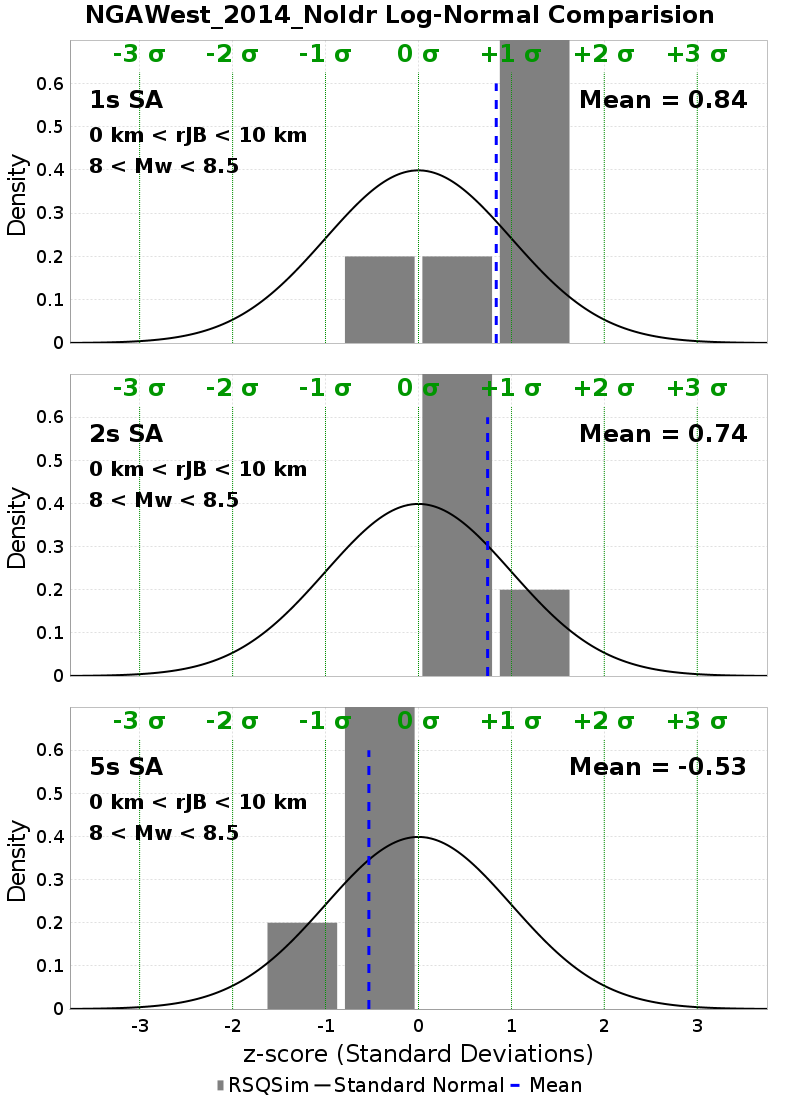 NGAWest_2014_NoIdr Log-Normal Comparision
-3 σ -2 σ -1 σ 0 σ +1 σ +2 σ +3 σ
1s SA Mean = 0.84
0 km < rJB < 10 km
8 < Mw < 8.5
Density
0.6
0.5
0.4
0.3
0.2
0.1
0
-3 σ -2 σ -1 σ 0 σ +1 σ +2 σ +3 σ
2s SA Mean = 0.74
0 km < rJB < 10 km
8 < Mw < 8.5
Density
0.6
0.5
0.4
0.3
0.2
0.1
0
-3 σ -2 σ -1 σ 0 σ +1 σ +2 σ +3 σ
5s SA Mean = -0.53
0 km < rJB < 10 km
8 < Mw < 8.5
Density
0.6
0.5
0.4
0.3
0.2
0.1
0
-3 -2 -1 0 1 2 3
z-score (Standard Deviations)
RSQSim Standard Normal Mean